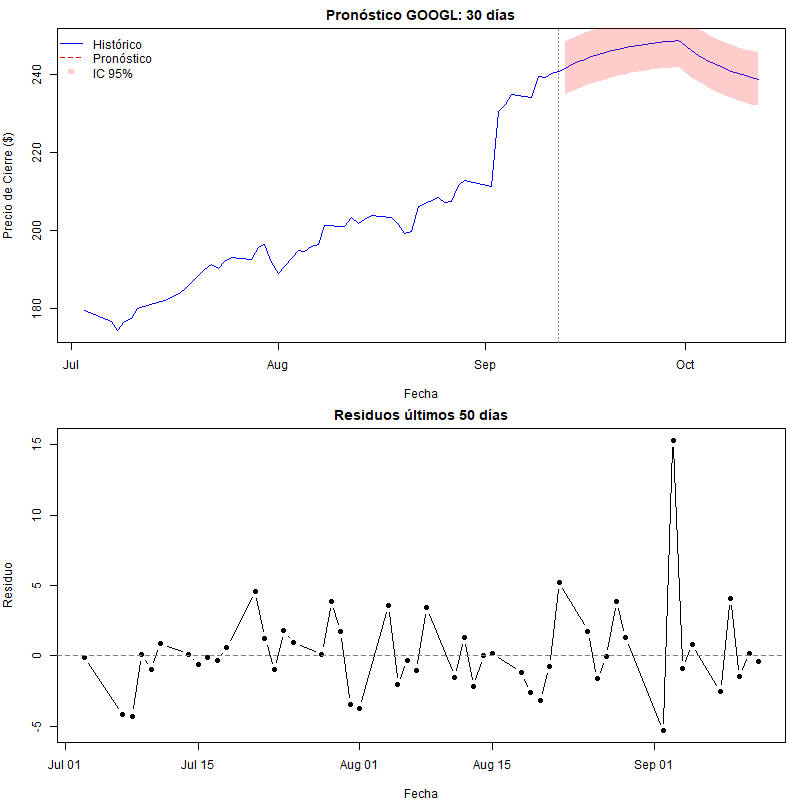 Pronóstico GOOGL: 30 días
Histórico
Pronóstico
IC 95%
Precio de Cierre ($)
240
220
200
180
Jul
Aug
Sep
Oct
Fecha
Residuos últimos 50 días
Residuo
15
10
5
0
-5
Jul 01
Jul 15
Aug 01
Aug 15
Sep 01
Fecha